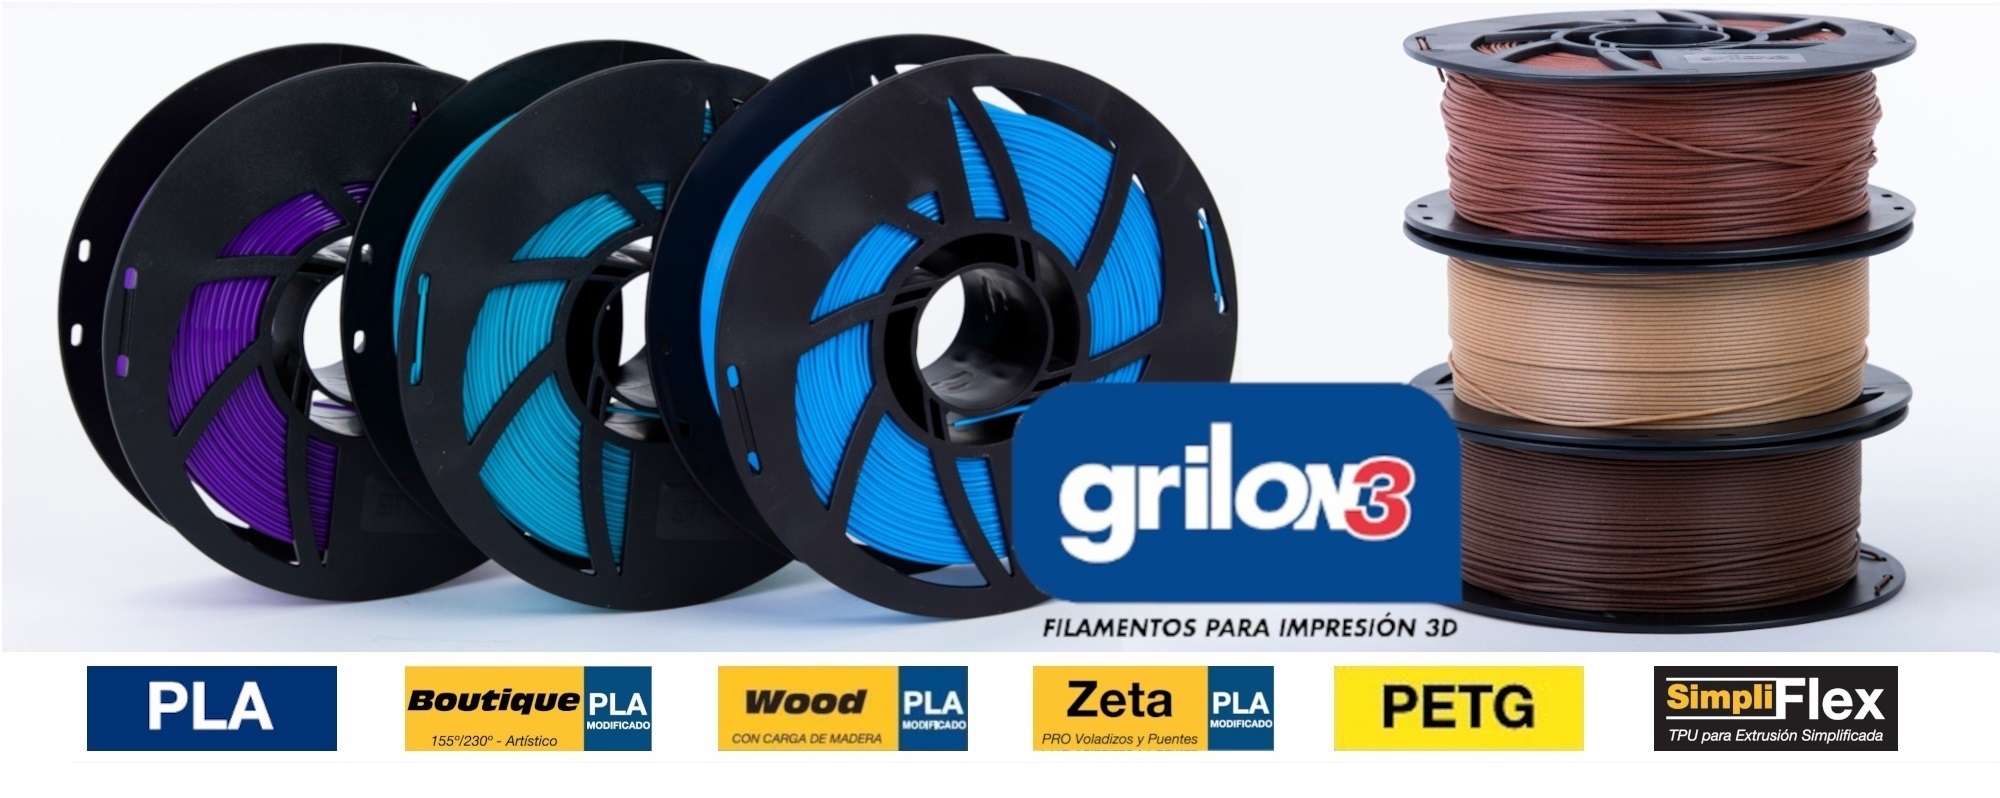 grilon3
FILAMENTOS PARA IMPRESIÓN 3D
PLA
Boutique
155º/230º - Artístico
PLA
MODIFICADO
Wood
CON CARGA DE MADERA
PLA
MODIFICADO
Zeta
PRO Voladizos y Puentes
PLA
MODIFICADO
PETG
SimpliFlex
TPU para Extrusión Simplificada